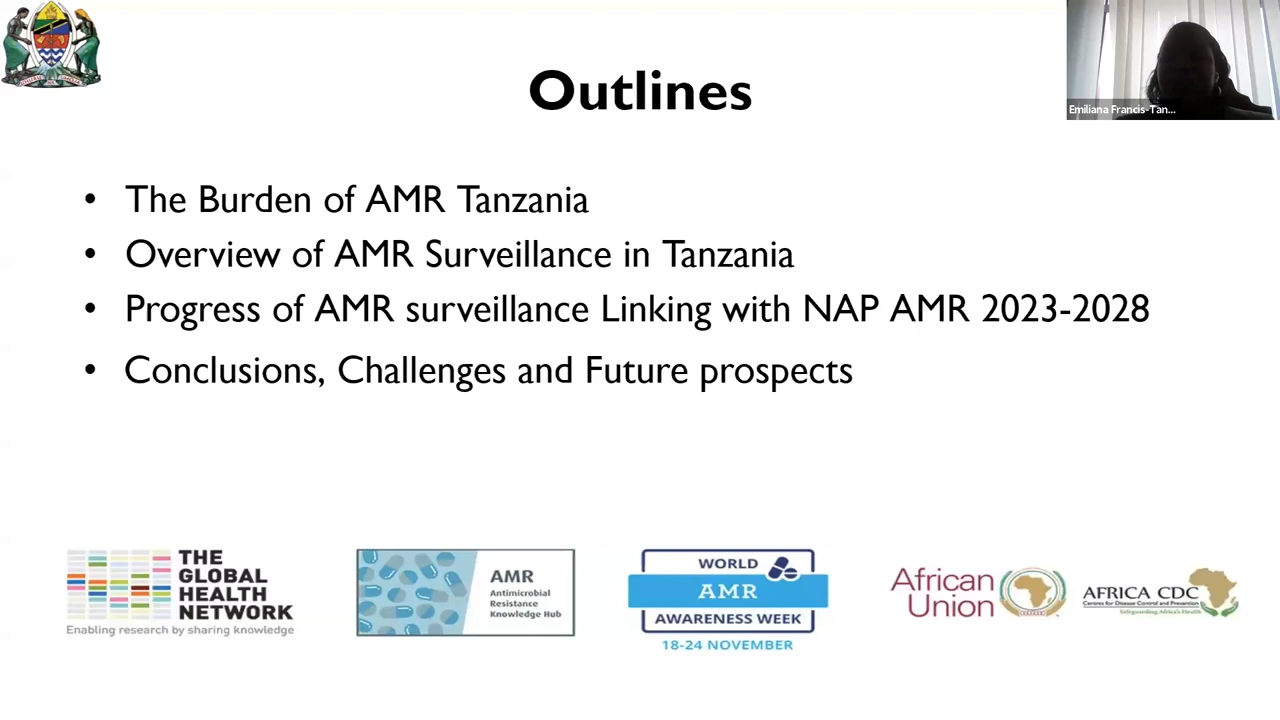 Outlines
Emiliana Francis-Tan...
• The Burden of AMR Tanzania
• Overview of AMR Surveillance in Tanzania
• Progress of AMR surveillance Linking with NAP AMR 2023-2028
• Conclusions, Challenges and Future prospects
THE
GLOBAL
HEALTH
NETWORK
Enabling research by sharing knowledge
AMR
Antimicrobial
Resistance
Knowledge Hub
WORLD
AMR
AWARENESS WEEK
18-24 NOVEMBER
African
Union
AFRICA CDC
Centres for Disease Control and Prevention
Safeguarding Africa's Health